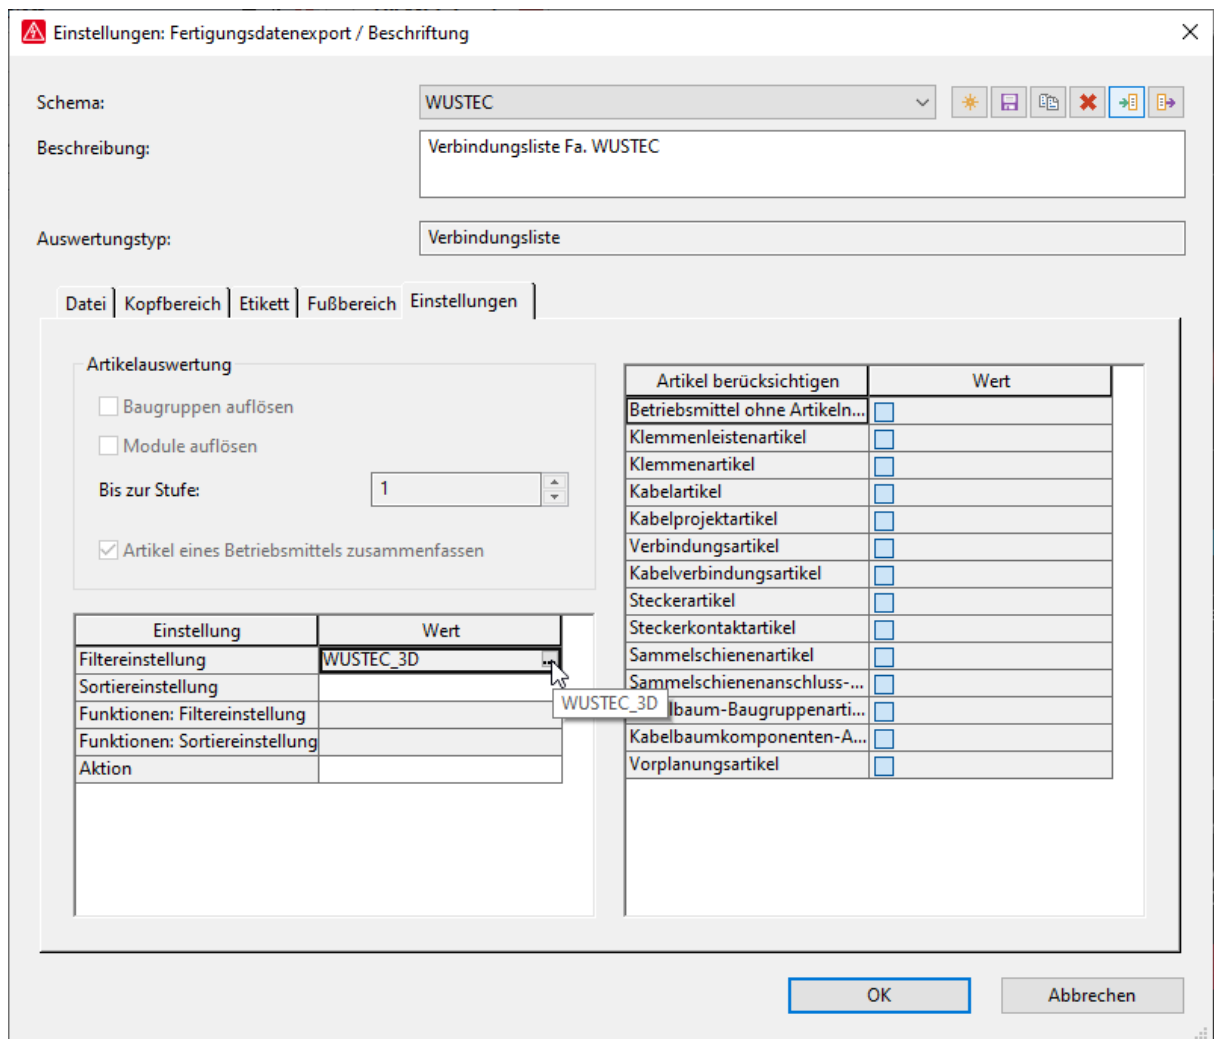 Einstellungen: Fertigungsdatenexport / Beschriftung
Schema:
WUSTEC
Beschreibung:
Verbindungsliste Fa. WUSTEC
Auswertungstyp:
Verbindungsliste
Datei Kopfbereich Etikett Fußbereich Einstellungen
Artikelauswertung
Baugruppen auflösen
Module auflösen
Bis zur Stufe:
1
Artikel eines Betriebsmittels zusammenfassen
Einstellung Wert
Filtereinstellung WUSTEC_3D ...
Sortiereinstellung
WUSTEC_3D
Funktionen: Filtereinstellung
Funktionen: Sortiereinstellung
Aktion
Artikel berücksichtigen Wert
Betriebsmittel ohne Artikeln...
Klemmenleistenartikel
Klemmenartikel
Kabelartikel
Kabelprojektartikel
Verbindungsartikel
Kabelverbindungsartikel
Steckerartikel
Steckerkontaktartikel
Sammelschienenartikel
Sammelschienenanschluss-...
lbaum-Baugruppenarti...
Kabelbaumkomponenten-A...
Vorplanungsartikel
OK
Abbrechen